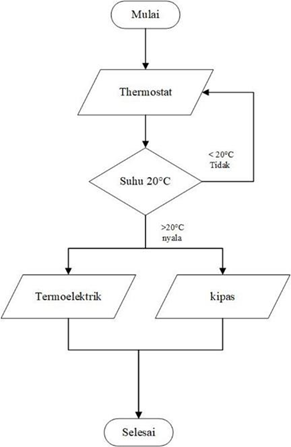 Mulai
Thermostat
< 20°C
Tidak
Suhu 20°C
>20°C
nyala
Termoelektrik
kipas
Selesai